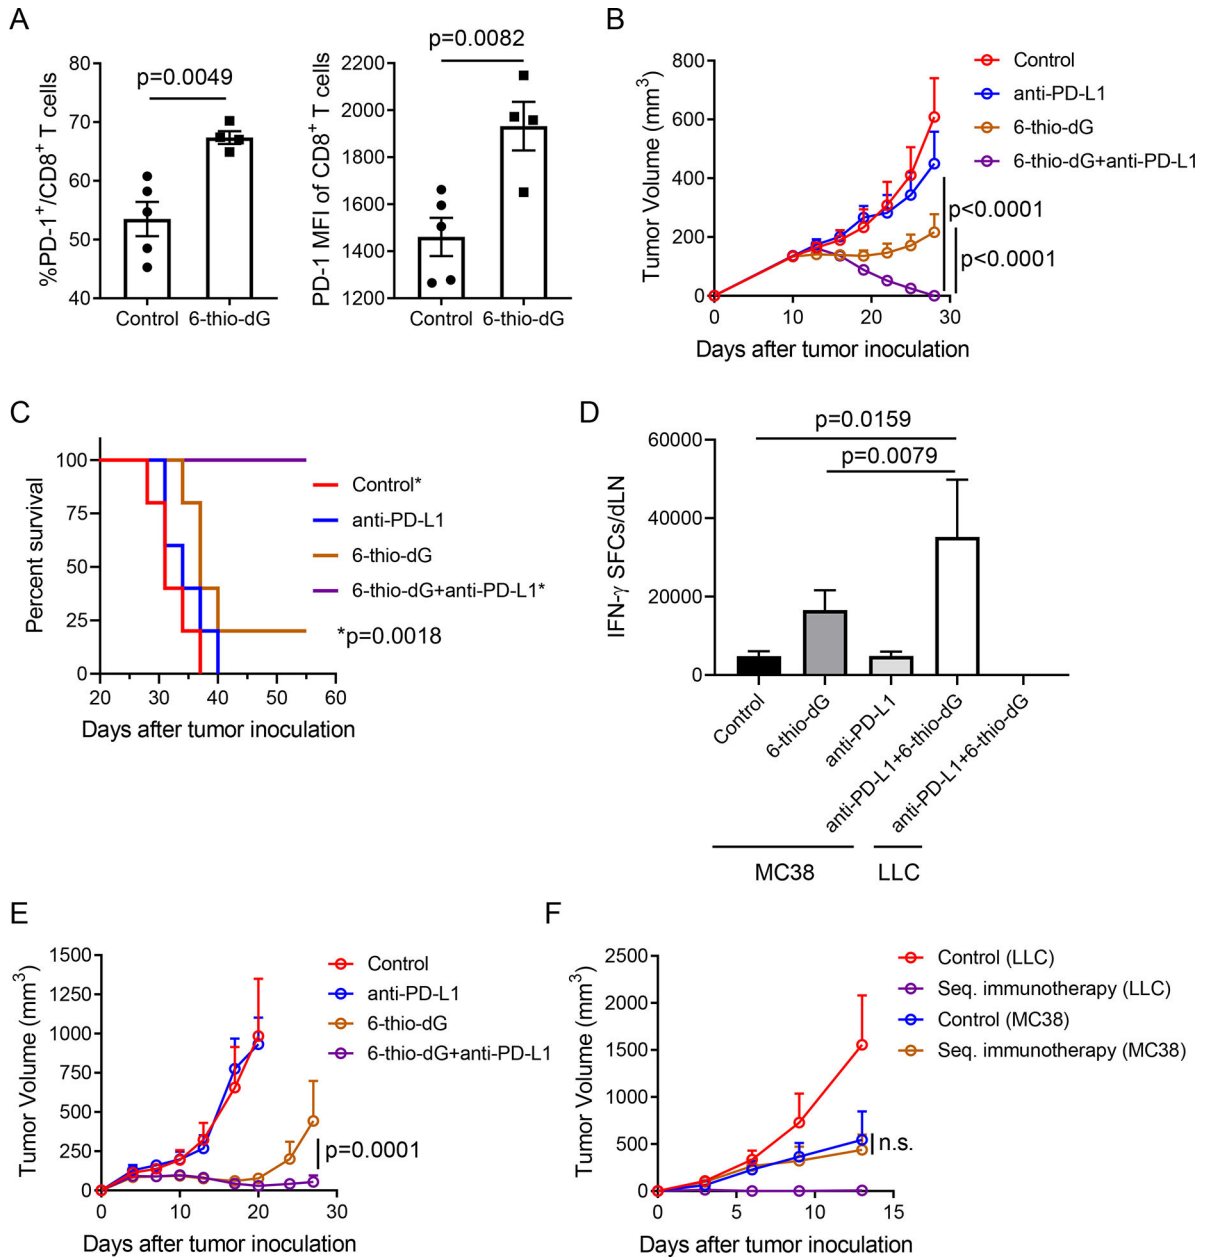 A
p=0.0049
%PD-1+/CD8+ T cells
80
70
60
50
40
Control
6-thio-dG
p=0.0082
PD-1 MFI of CD8+ T cells
2200
2000
1800
1600
1400
1200
Control
6-thio-dG
B
Tumor Volume (mm3)
800
600
400
200
0
0
10
20
30
Days after tumor inoculation
Control
anti-PD-L1
6-thio-dG
6-thio-dG+anti-PD-L1
p<0.0001
p<0.0001
C
Percent survival
100
75
50
25
0
20
30
40
50
60
Days after tumor inoculation
Control*
anti-PD-L1
6-thio-dG
6-thio-dG+anti-PD-L1*
*p=0.0018
D
p=0.0159
p=0.0079
IFN-γ SFCs/dLN
60000
40000
20000
0
Control
6-thio-dG
anti-PD-L1
anti-PD-L1+6-thio-dG
anti-PD-L1+6-thio-dG
MC38
LLC
E
Tumor Volume (mm3)
1500
1250
1000
750
500
250
0
0
10
20
30
Days after tumor inoculation
Control
anti-PD-L1
6-thio-dG
6-thio-dG+anti-PD-L1
p=0.0001
F
Tumor Volume (mm3)
2500
2000
1500
1000
500
0
0
5
10
15
Days after tumor inoculation
Control (LLC)
Seq. immunotherapy (LLC)
Control (MC38)
Seq. immunotherapy (MC38)
n.s.